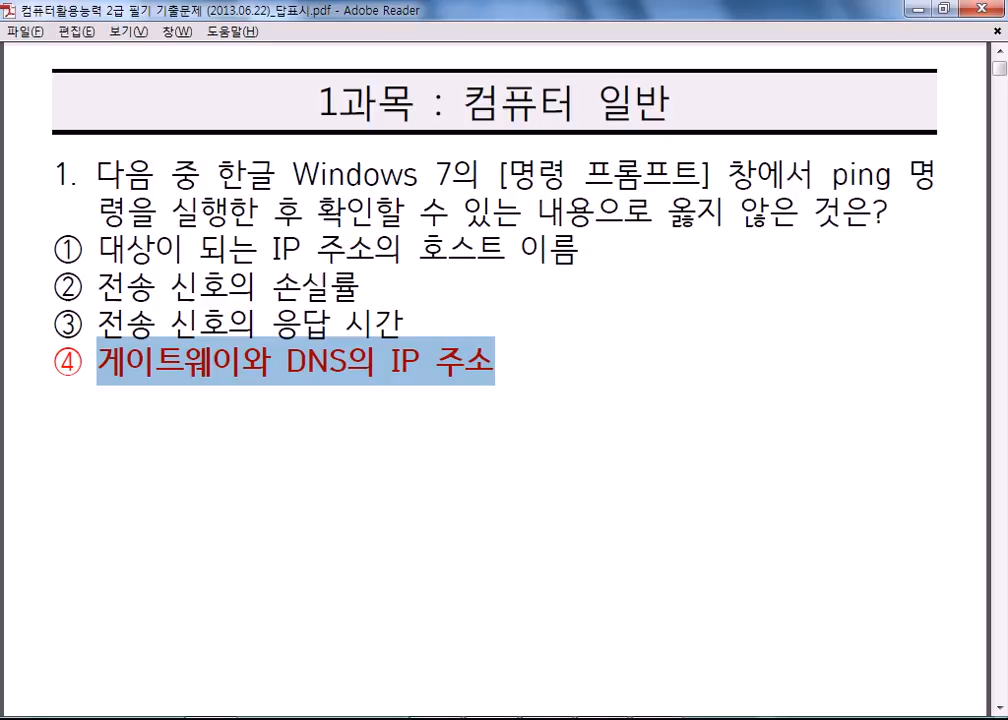 컴퓨터활용능력 2급 필기 기출문제 (2013.06.22)_답표시.pdf - Adobe Reader
파일(F) 편집(E) 보기(V) 창(W) 도움말(H)
1과목 : 컴퓨터 일반
1. 다음 중 한글 Windows 7의 [명령 프롬프트] 창에서 ping 명
령을 실행한 후 확인할 수 있는 내용으로 옳지 않은 것은?
① 대상이 되는 IP 주소의 호스트 이름
② 전송 신호의 손실률
③ 전송 신호의 응답 시간
④ 게이트웨이와 DNS의 IP 주소